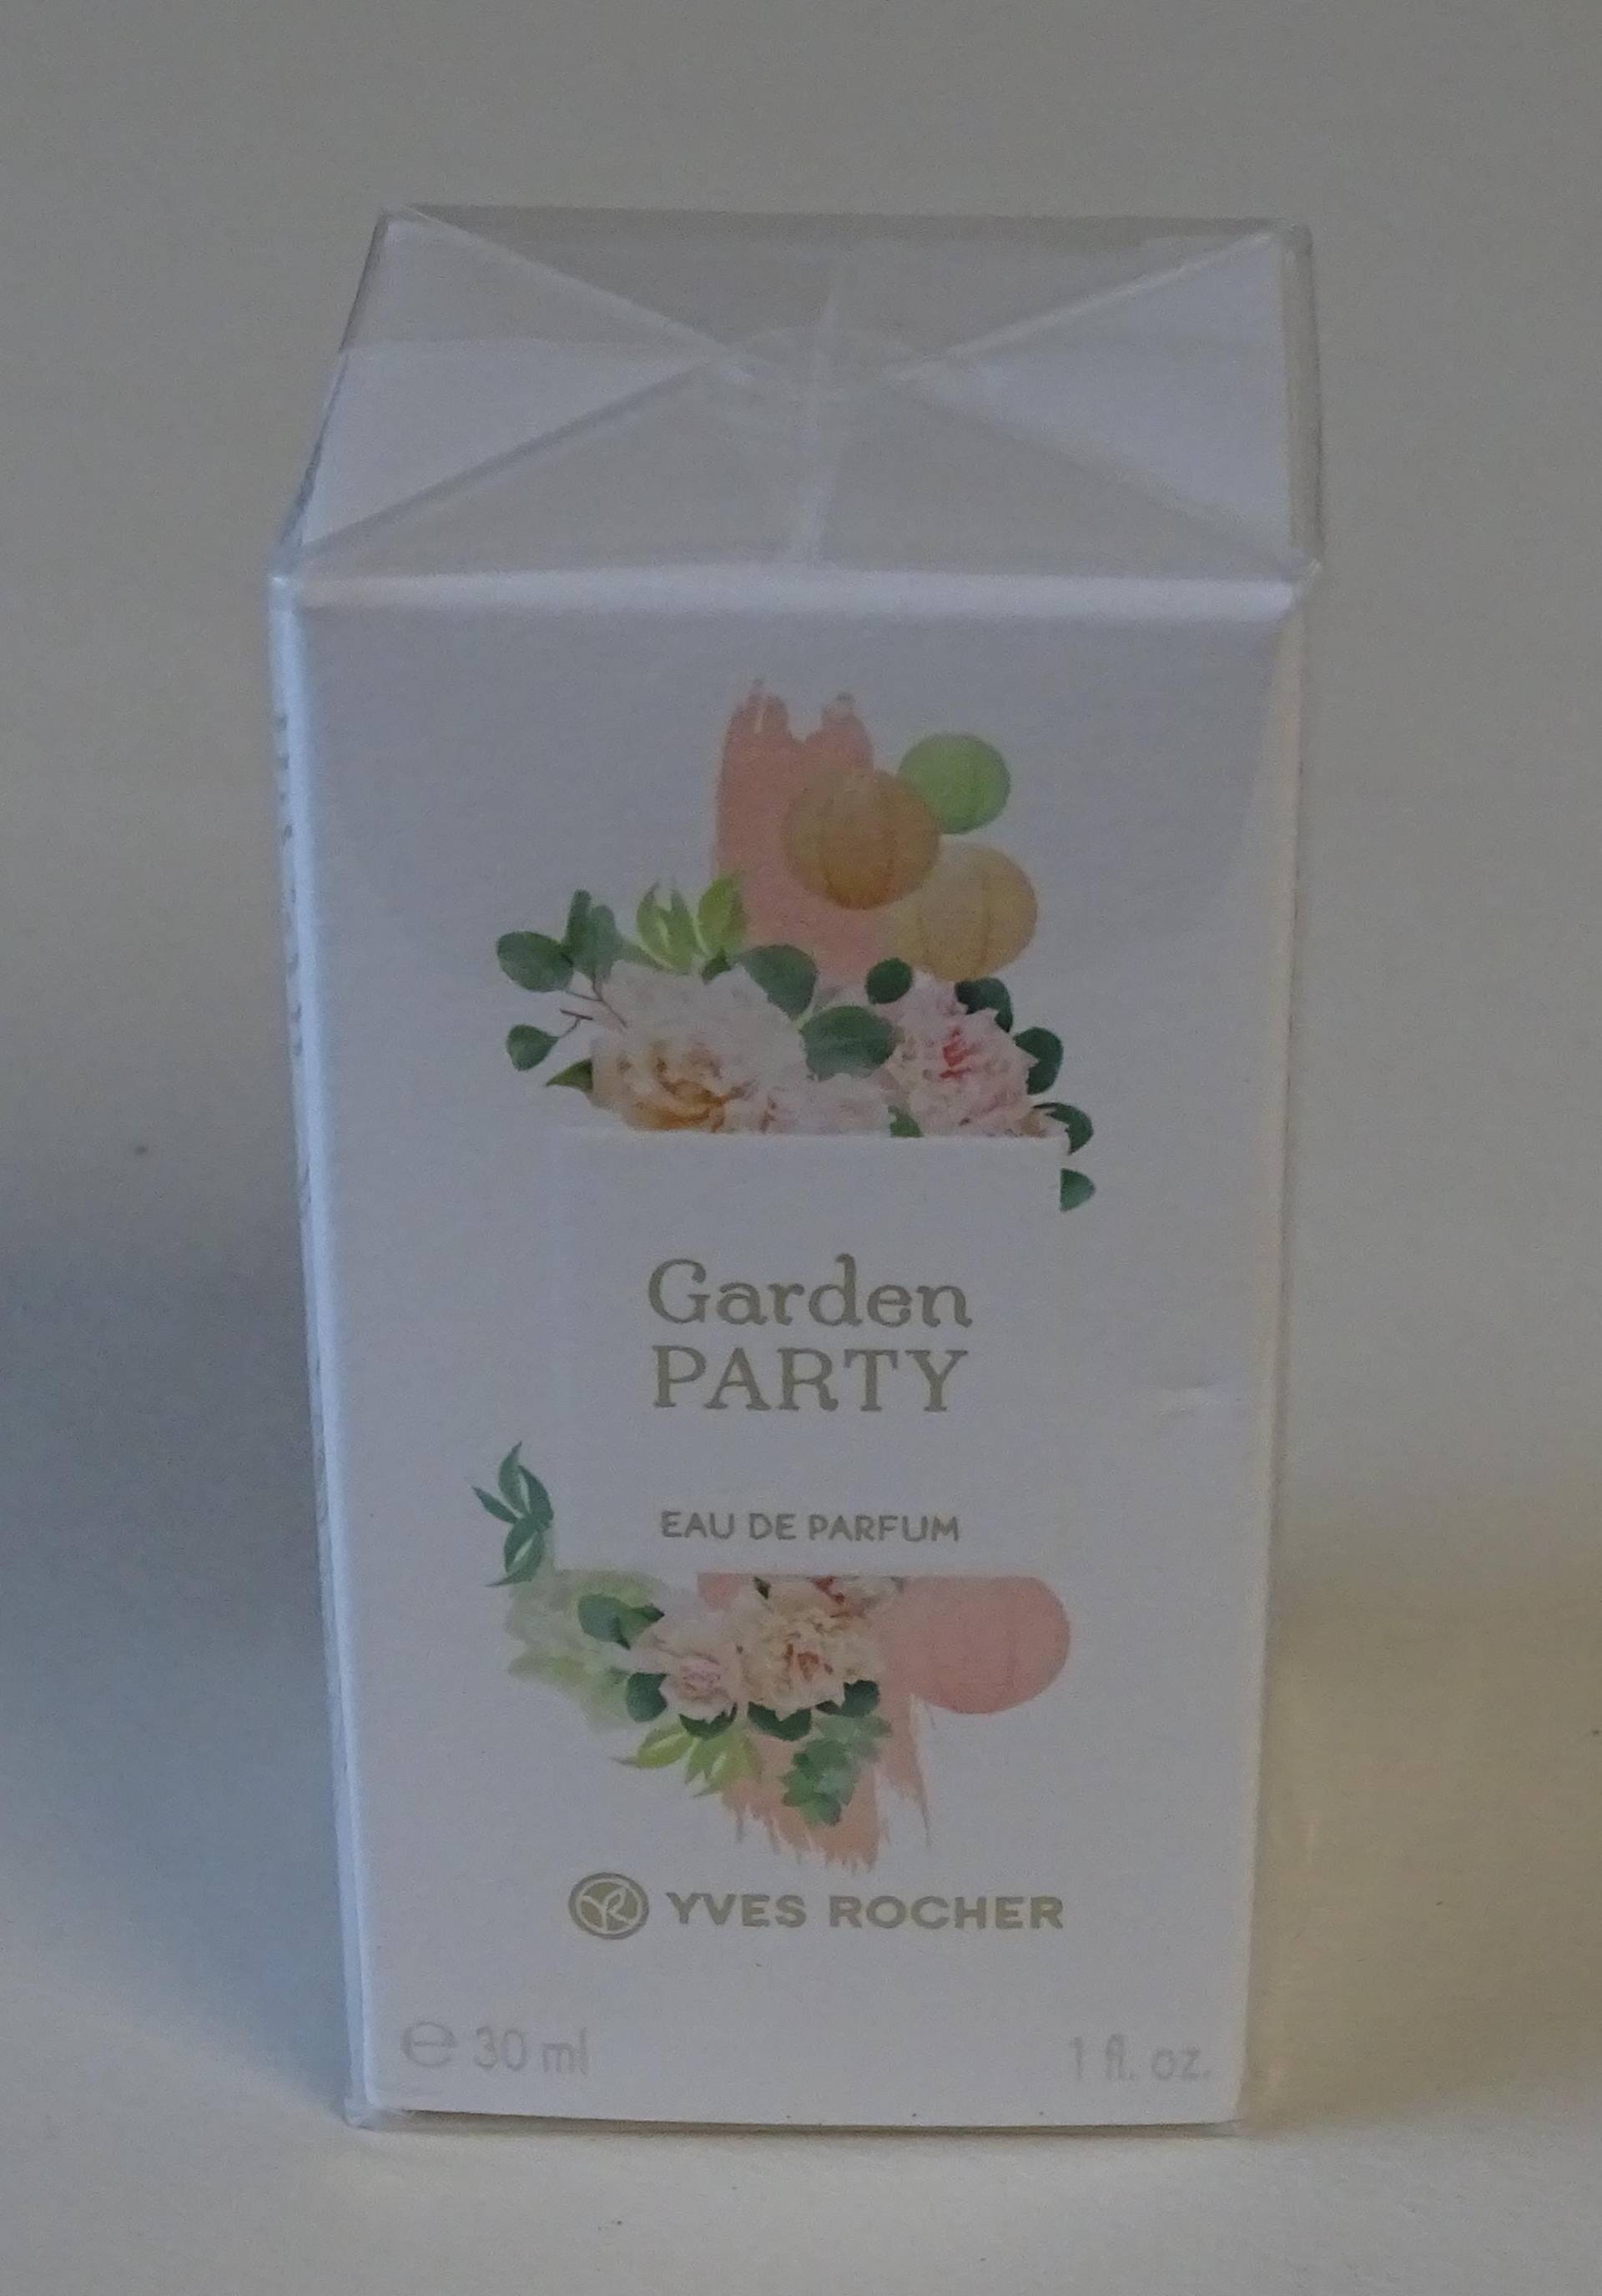 Garden
PARTY
EAU DE PARFUM
YVES ROCHER
℮ 30 ml
1 fl. oz.